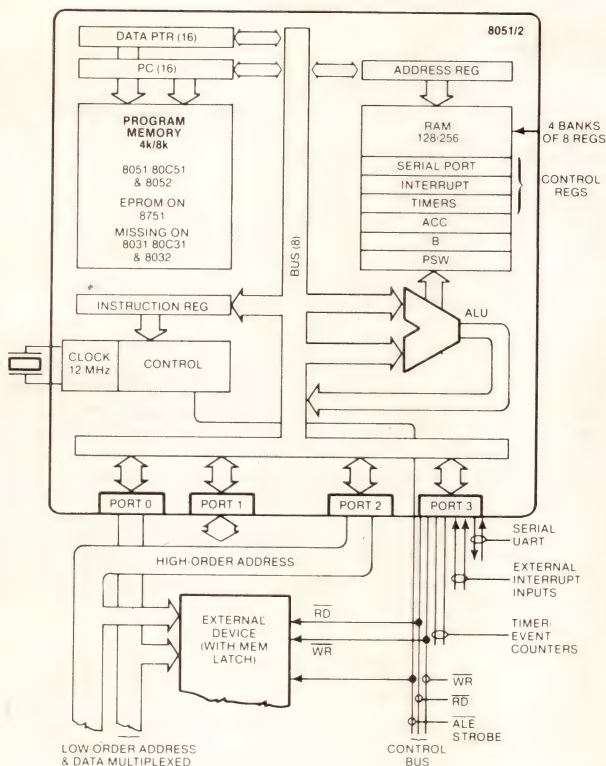 8051/2
DATA PTR (16)
PC (16)
ADDRESS REG
PROGRAM
MEMORY
4k/8k
8051 80C51
& 8052
EPROM ON
8751
MISSING ON
8031 80C31
& 8032
BUS (8)
RAM
128-256
4 BANKS
OF 8 REGS
SERIAL PORT
INTERRUPT
TIMERS
CONTROL
REGS
ACC
B
PSW
INSTRUCTION REG
ALU
CLOCK
12 MHz
CONTROL
PORT 0
PORT 1
PORT 2
PORT 3
SERIAL
UART
HIGH-ORDER ADDRESS
EXTERNAL
INTERRUPT
INPUTS
EXTERNAL
DEVICE
(WITH MEM
LATCH)
RD
WR
TIMER/
EVENT
COUNTERS
WR
RD
ALE
STROBE
LOW-ORDER ADDRESS
& DATA MULTIPLEXED
CONTROL
BUS